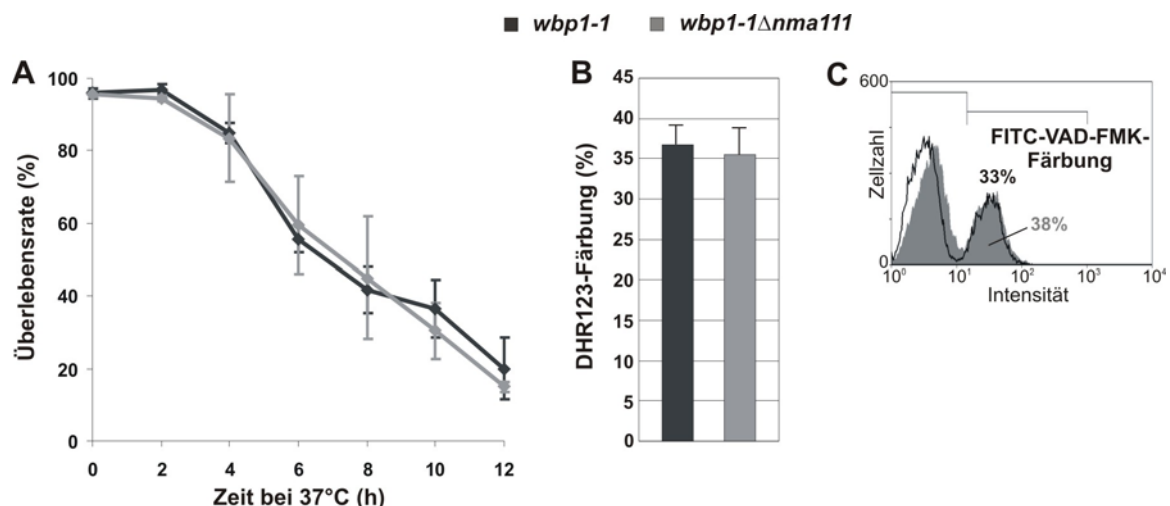 wbp1-1 wbp1-1Δnma111
A
Überlebensrate (%)
100
80
60
40
20
0
0 2 4 6 8 10 12
Zeit bei 37°C (h)
B
DHR123-Färbung (%)
45
40
35
30
25
20
15
10
5
0
C
Zellzahl
600
0
FITC-VAD-FMK-
Färbung
33%
38%
10⁰ 10¹ 10² 10³ 10⁴
Intensität